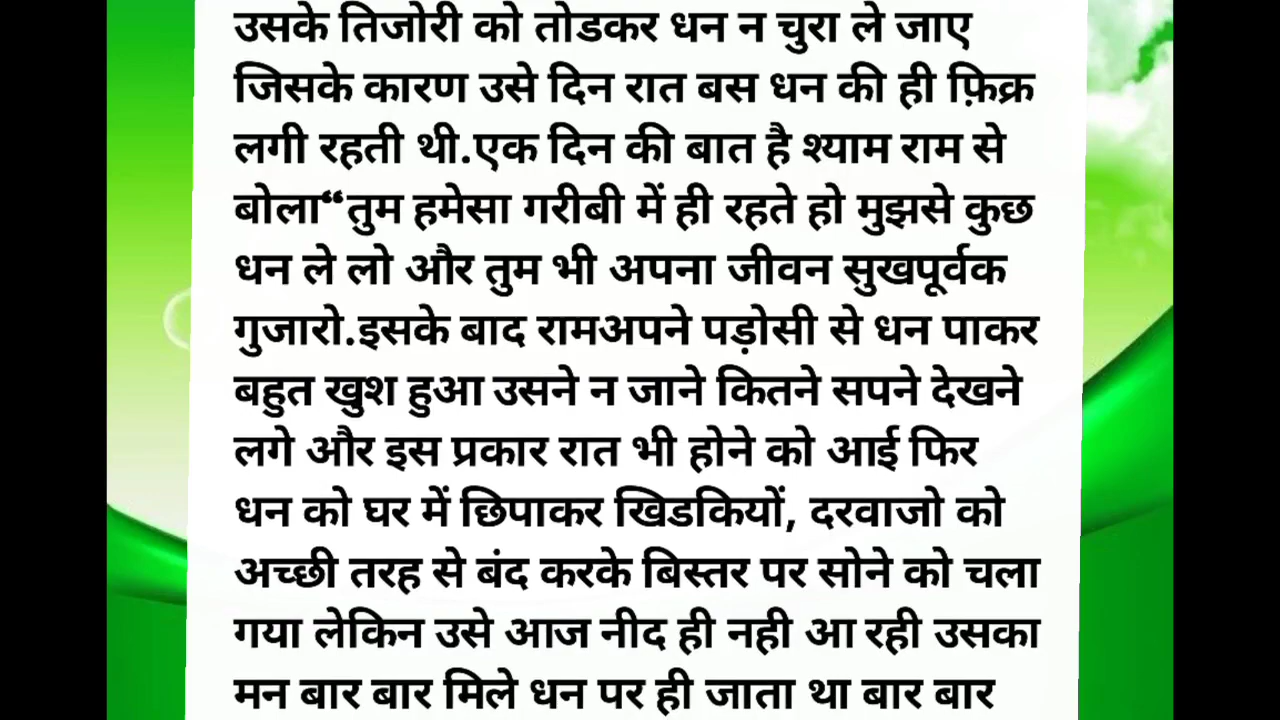 उसके तिजोरी को तोडकर धन न चुरा ले जाए
जिसके कारण उसे दिन रात बस धन की ही फ़िक्र
लगी रहती थी.एक दिन की बात है श्याम राम से
बोला“तुम हमेसा गरीबी में ही रहते हो मुझसे कुछ
धन ले लो और तुम भी अपना जीवन सुखपूर्वक
गुजारो.इसके बाद रामअपने पड़ोसी से धन पाकर
बहुत खुश हुआ उसने न जाने कितने सपने देखने
लगे और इस प्रकार रात भी होने को आई फिर
धन को घर में छिपाकर खिडकियों, दरवाजो को
अच्छी तरह से बंद करके बिस्तर पर सोने को चला
गया लेकिन उसे आज नीद ही नही आ रही उसका
मन बार बार मिले धन पर ही जाता था बार बार